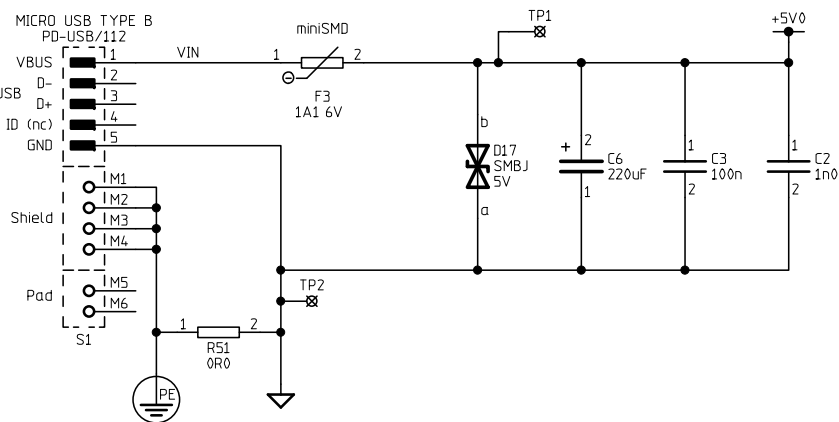 MICRO USB TYPE B
PD-USB/112
VBUS 1 VIN
D- 2
USB
D+ 3
ID (nc) 4
GND 5
miniSMD
1 2
F3
1A1 6V
TP1
+5V0
b
D17
SMBJ
5V
a
+ 2
C6
220uF
1
1
C3
100n
2
1
C2
1n0
2
M1
M2
Shield
M3
M4
M5
Pad
M6
S1
TP2
1 2
R51
0R0
PE